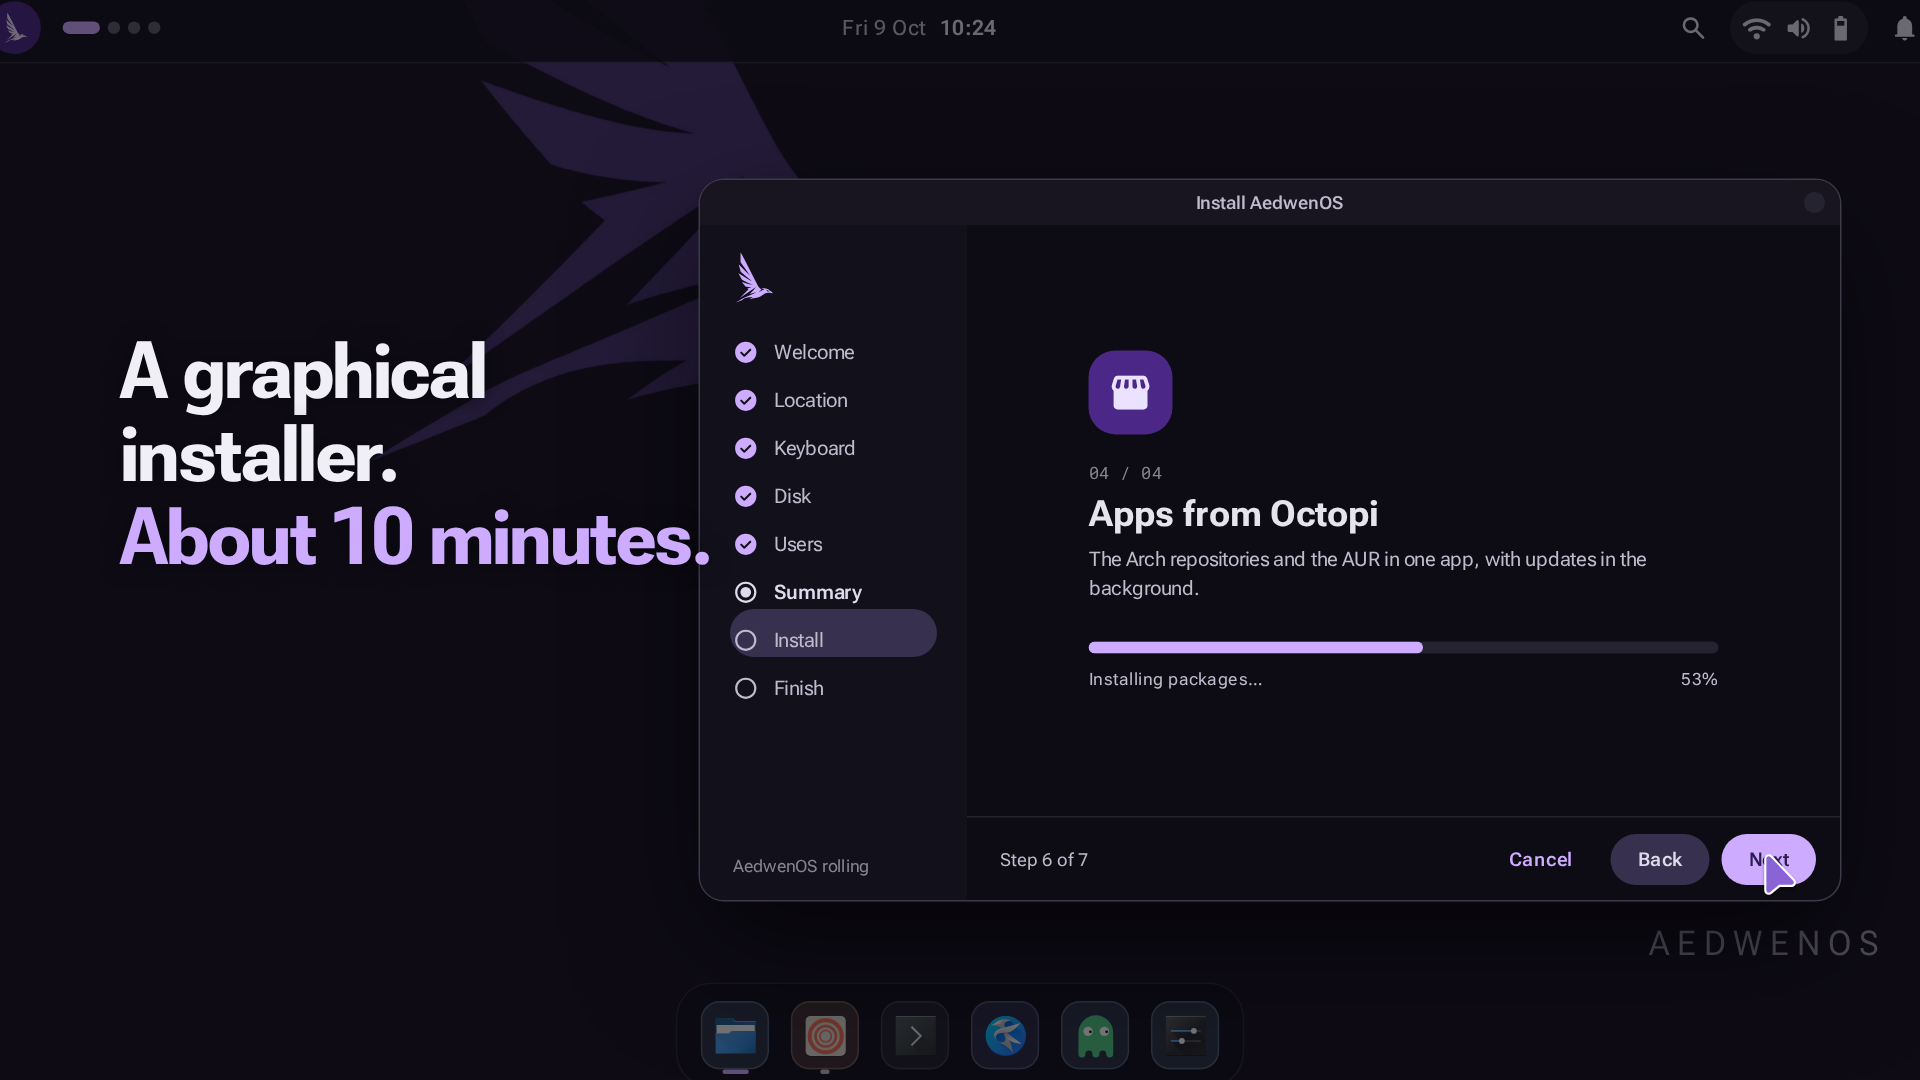 Fri 9 Oct 10:24
Install AedwenOS
A graphical
installer.
About 10 minutes.
Welcome
Location
Keyboard
Disk
Users
Summary
Install
Finish
AedwenOS rolling
04 / 04
Apps from Octopi
The Arch repositories and the AUR in one app, with updates in the
background.
Installing packages... 53%
Step 6 of 7
Cancel
Back
Next
AEDWENOS